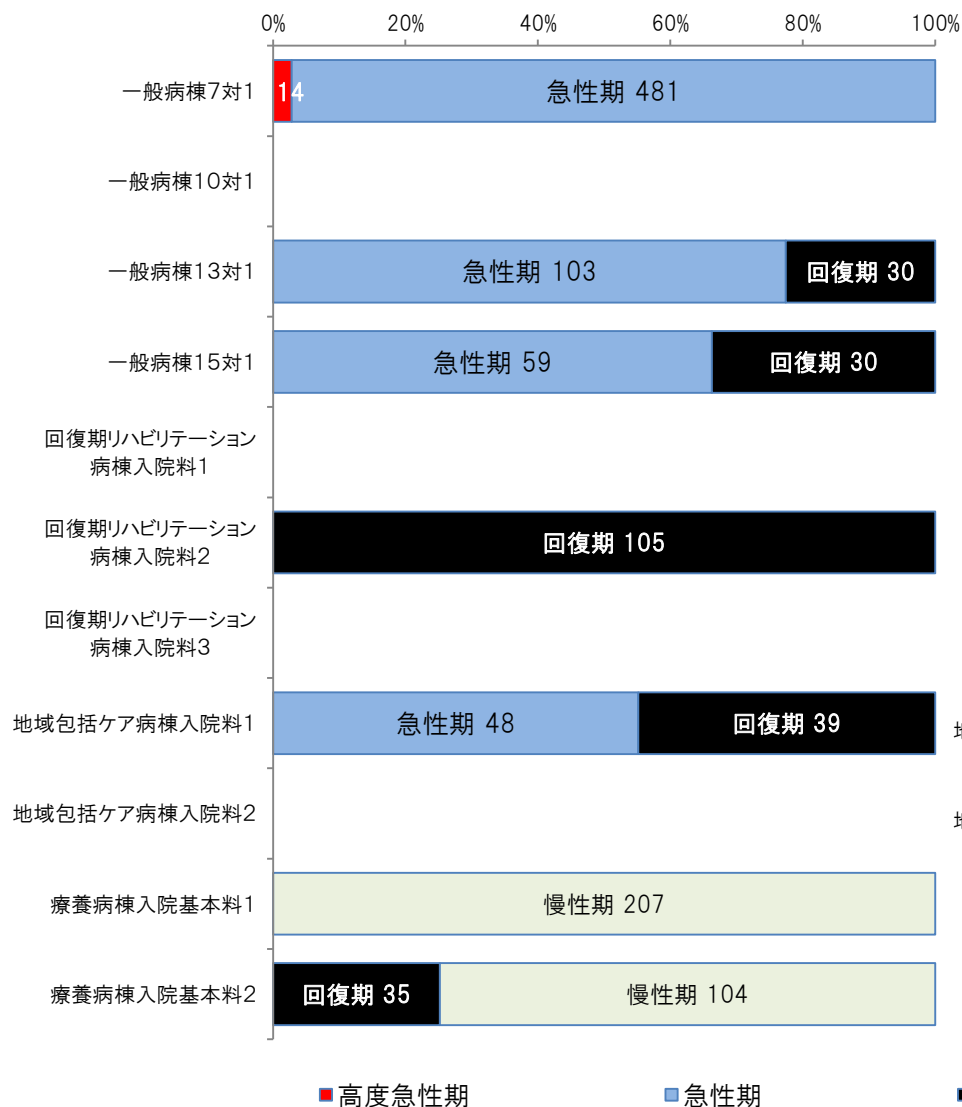 0% 20% 40% 60% 80% 100%
一般病棟7対1
14 急性期 481
一般病棟10対1
一般病棟13対1
急性期 103 回復期 30
一般病棟15対1
急性期 59 回復期 30
回復期リハビリテーション
病棟入院料1
回復期リハビリテーション
病棟入院料2
回復期 105
回復期リハビリテーション
病棟入院料3
地域包括ケア病棟入院料1
急性期 48 回復期 39
地
地域包括ケア病棟入院料2
地
療養病棟入院基本料1
慢性期 207
療養病棟入院基本料2
回復期 35 慢性期 104
高度急性期 急性期